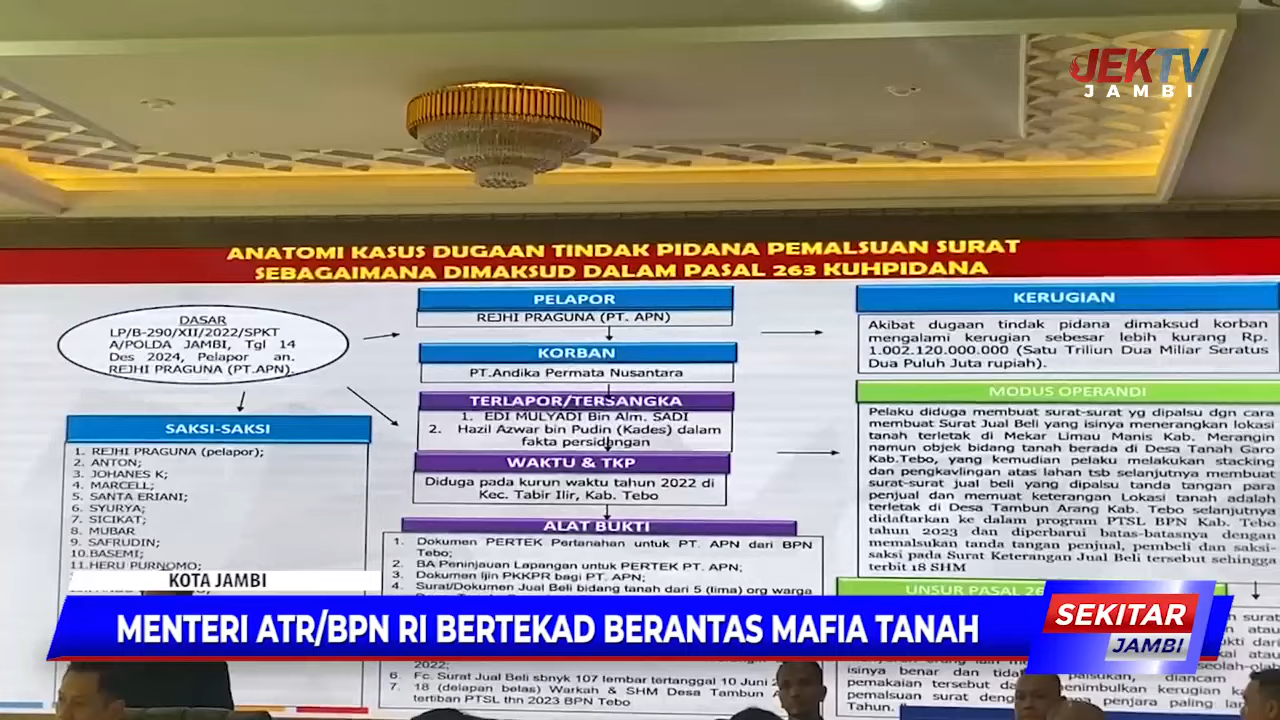 JEKTV
JAMBI
ANATOMI KASUS DUGAAN TINDAK PIDANA PEMALSUAN SURAT
SEBAGAIMANA DIMAKSUD DALAM PASAL 263 KUHPIDANA
DASAR
LP/B-290/XII/2022/SPKT
A/POLDA JAMBI, Tgl 14
Des 2024, Pelapor an.
REJHI PRAGUNA (PT.APN).
SAKSI-SAKSI
1. REJHI PRAGUNA (pelapor);
2. ANTON;
3. JOHANES K;
4. MARCELL;
5. SANTA ERIANI;
6. SYURYA;
7. SICIKAT;
8. MUBAR
9. SAFRUDIN;
10.BASEMI;
11.HERU PURNOMO;
PELAPOR
REJHI PRAGUNA (PT. APN)
KORBAN
PT.Andika Permata Nusantara
TERLAPOR/TERSANGKA
1. EDI MULYADI Bin Alm. SADI
2. Hazil Azwar bin Pudin (Kades) dalam
fakta persidangan
WAKTU & TKP
Diduga pada kurun waktu tahun 2022 di
Kec. Tabir Ilir, Kab. Tebo
ALAT BUKTI
1. Dokumen PERTEK Pertanahan untuk PT. APN dari BPN
Tebo;
2. BA Peninjauan Lapangan untuk PERTEK PT. APN;
3. Dokumen Ijin PKKPR bagi PT. APN;
4. Surat/Dokumen Jual Beli bidang tanah dari 5 (lima) org warga
2022;
6. Fc. Surat Jual Beli sbnyk 107 lembar tertanggal 10 Juni
7. 18 (delapan belas) Warkah & SHM Desa Tambun
tertiban PTSL thn 2023 BPN Tebo
KERUGIAN
Akibat dugaan tindak pidana dimaksud korban
mengalami kerugian sebesar lebih kurang Rp.
1.002.120.000.000 (Satu Triliun Dua Miliar Seratus
Dua Puluh Juta rupiah).
MODUS OPERANDI
Pelaku diduga membuat surat-surat yg dipalsu dgn cara
membuat Surat Jual Beli yang isinya menerangkan lokasi
tanah terletak di Mekar Limau Manis Kab. Merangin
namun objek bidang tanah berada di Desa Tanah Garo
Kab.Tebo, yang kemudian pelaku melakukan stacking
dan pengkavlingan atas lahan tsb selanjutnya membuat
surat-surat jual beli yang dipalsu tanda tangan para
penjual dan memuat keterangan Lokasi tanah adalah
terletak di Desa Tambun Arang Kab. Tebo selanjutnya
didaftarkan ke dalam program PTSL BPN Kab. Tebo
tahun 2023 dan diperbarui batas-batasnya dengan
memalsukan tanda tangan penjual, pembeli dan saksi-
saksi pada Surat Keterangan Jual Beli tersebut sehingga
terbit 18 SHM
UNSUR PASAL
isinya benar dan
pemakaian tersebut
pemalsuan surat
Tahun. "
KOTA JAMBI
MENTERI ATR/BPN RI BERTEKAD BERANTAS MAFIA TANAH
SEKITAR
JAMBI